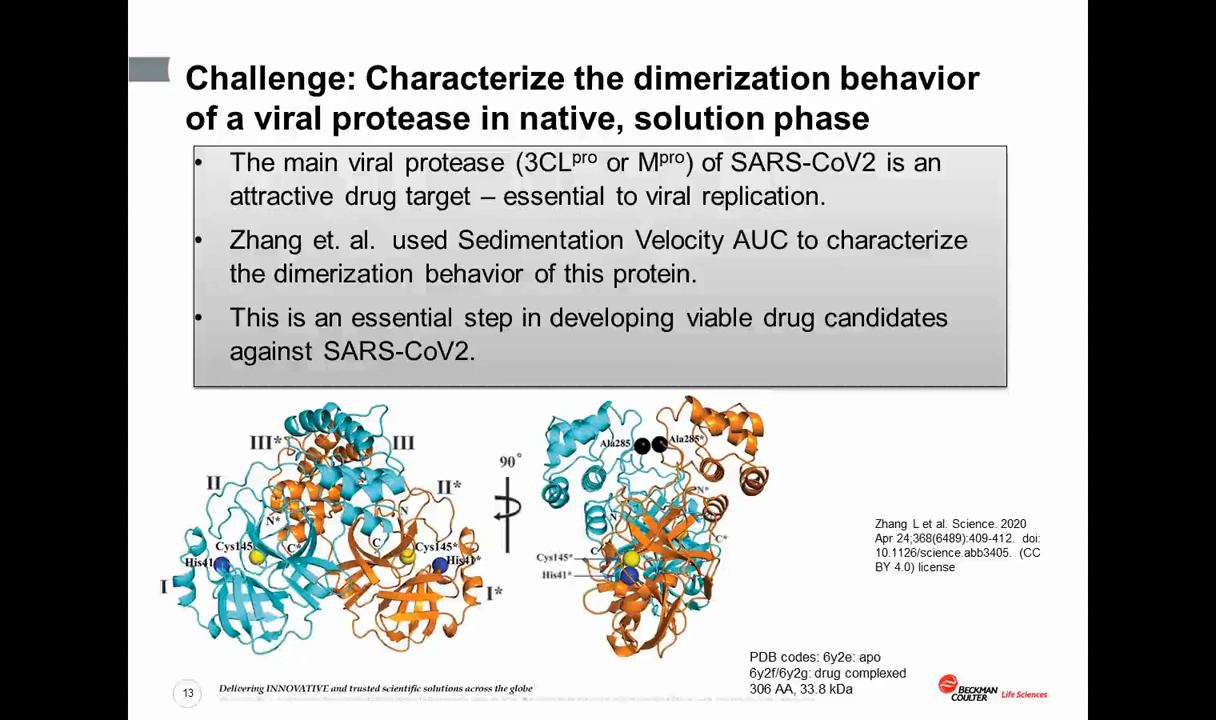 Challenge: Characterize the dimerization behavior
of a viral protease in native, solution phase
• The main viral protease (3CLpro or Mpro) of SARS-CoV2 is an
attractive drug target – essential to viral replication.
• Zhang et. al. used Sedimentation Velocity AUC to characterize
the dimerization behavior of this protein.
• This is an essential step in developing viable drug candidates
against SARS-CoV2.
III*
III
II
II*
N*
N
Cys145
C*
C
Cys145*
His41
His41*
I
I*
90°
Ala285
Ala285*
N*
N
C
C*
Cys145*
His41*
Zhang L et al. Science. 2020
Apr 24;368(6489):409-412. doi:
10.1126/science.abb3405. (CC
BY 4.0) license
PDB codes: 6y2e: apo
6y2f/6y2g: drug complexed
306 AA, 33.8 kDa
13
Delivering INNOVATIVE and trusted scientific solutions across the globe
BECKMAN
COULTER
Life Sciences